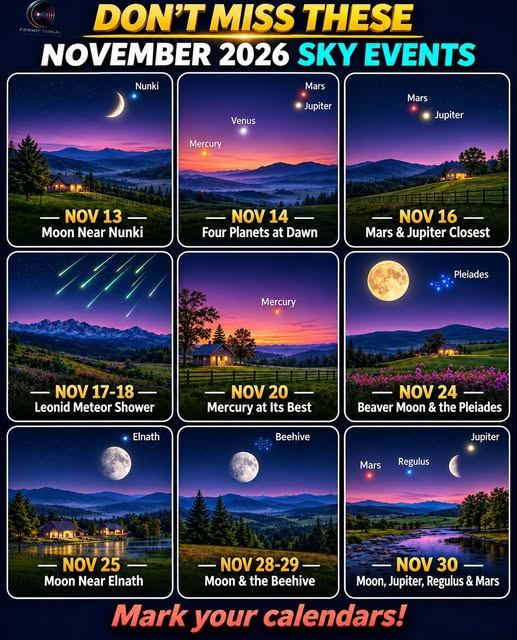 COSMIC SIGNAL
DON'T MISS THESE
NOVEMBER 2026 SKY EVENTS
Nunki
NOV 13
Moon Near Nunki
Mars
Jupiter
Venus
Mercury
NOV 14
Four Planets at Dawn
Mars
Jupiter
NOV 16
Mars & Jupiter Closest
NOV 17-18
Leonid Meteor Shower
Mercury
NOV 20
Mercury at Its Best
Pleiades
NOV 24
Beaver Moon & the Pleiades
Elnath
NOV 25
Moon Near Elnath
Beehive
NOV 28-29
Moon & the Beehive
Jupiter
Regulus
Mars
NOV 30
Moon, Jupiter, Regulus & Mars
Mark your calendars!